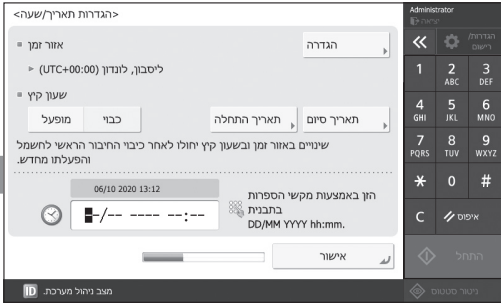 <הגדרות תאריך/שעה>
אזור זמן
הגדרה
ליסבון, לונדון (UTC+00:00)
שעון קיץ
מופעל
כבוי
תאריך התחלה
תאריך סיום
שינויים באזור זמן ובשעון קיץ יחולו לאחר כיבוי החיבור הראשי לחשמל
והפעלתו מחדש.
06/10 2020 13:12
-/-- ---- --:--
הזן באמצעות מקשי הספרות
בתבנית
DD/MM YYYY hh:mm.
אישור
מצב ניהול מערכת.
ID
Administrator
יציאה
הגדרות/
רישום
1
2 ABC
3 DEF
4 GHI
5 JKL
6 MNO
7 PQRS
8 TUV
9 WXYZ
*
0
#
C
איפוס
התחל
ניטור סטטוס